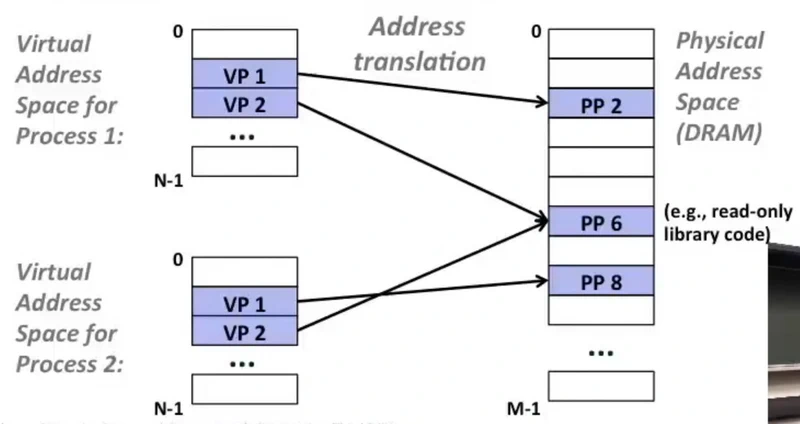 Virtual
Address
Space for
Process 1:
0
VP 1
VP 2
...
N-1
Address
translation
0
PP 2
PP 6
PP 8
...
M-1
Physical
Address
Space
(DRAM)
(e.g., read-only
library code)
Virtual
Address
Space for
Process 2:
0
VP 1
VP 2
...
N-1